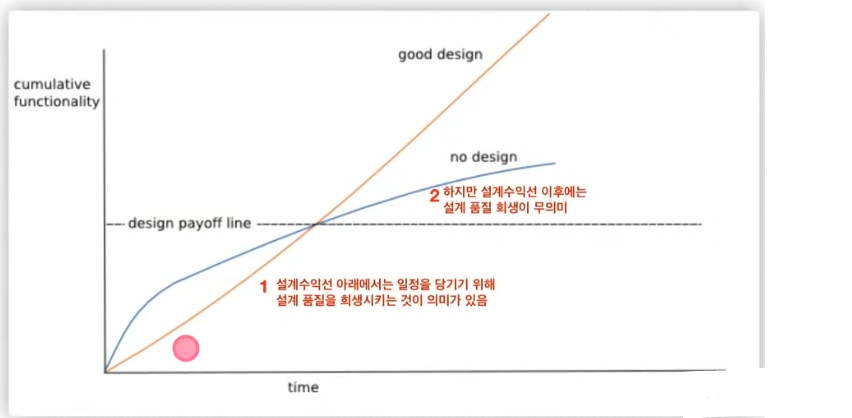 good design
cumulative
functionality
no design
2 하지만 설계수익선 이후에는
설계 품질 희생이 무의미
design payoff line
1 설계수익선 아래에서는 일정을 당기기 위해
설계 품질을 희생시키는 것이 의미가 있음
time